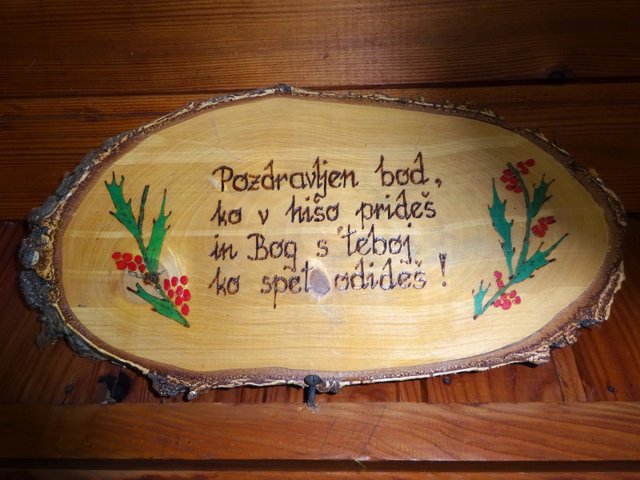 Pozdravljen bod,
ko v hišo prideš
in Bog s teboj
ko spet odideš!